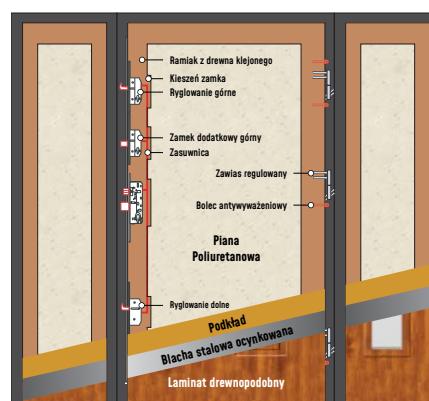 Ramiak z drewna klejonego
Kieszeń zamka
Ryglowanie górne
Zamek dodatkowy górny
Zasuwnica
Zawias regulowany
Bolec antywyważeniowy
Piana
Poliuretanowa
Ryglowanie dolne
Podkład
Blacha stalowa ocynkowana
Laminat drewnopodobny